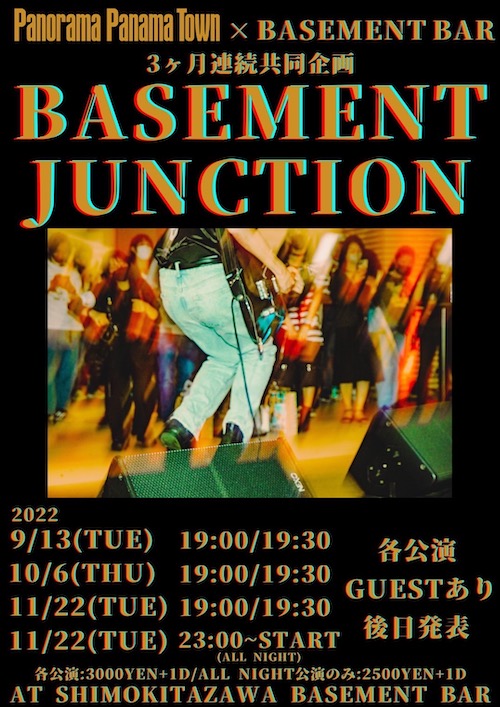 Panorama Panama Town × BASEMENT BAR
3ヶ月連続共同企画
BASEMENT
JUNCTION
2022
9/13(TUE) 19:00/19:30
10/6(THU) 19:00/19:30
11/22(TUE) 19:00/19:30
11/22(TUE) 23:00~START
(ALL NIGHT)
各公演
GUESTあり
後日発表
各公演:3000YEN+1D/ALL NIGHT公演のみ:2500YEN+1D
AT SHIMOKITAZAWA BASEMENT BAR